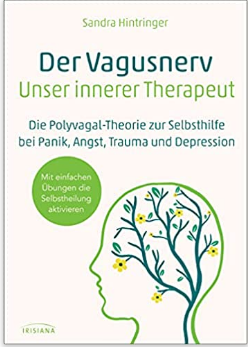 Sandra Hintringer
Der Vagusnerv
Unser innerer Therapeut
Die Polyvagal-Theorie zur Selbsthilfe
bei Panik, Angst, Trauma und Depression
Mit einfachen
Übungen die
Selbstheilung
aktivieren
IRISIANA